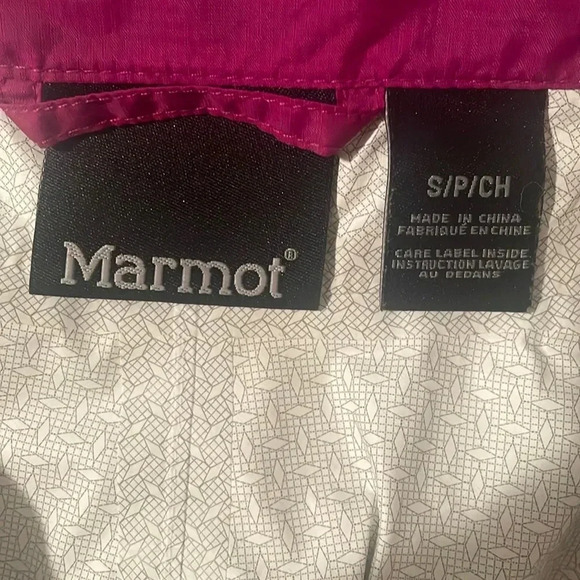 Marmot®
S/P/CH
MADE IN CHINA
FABRIQUÉ EN CHINE
CARE LABEL INSIDE
INSTRUCTION LAVAGE
AU DEDANS